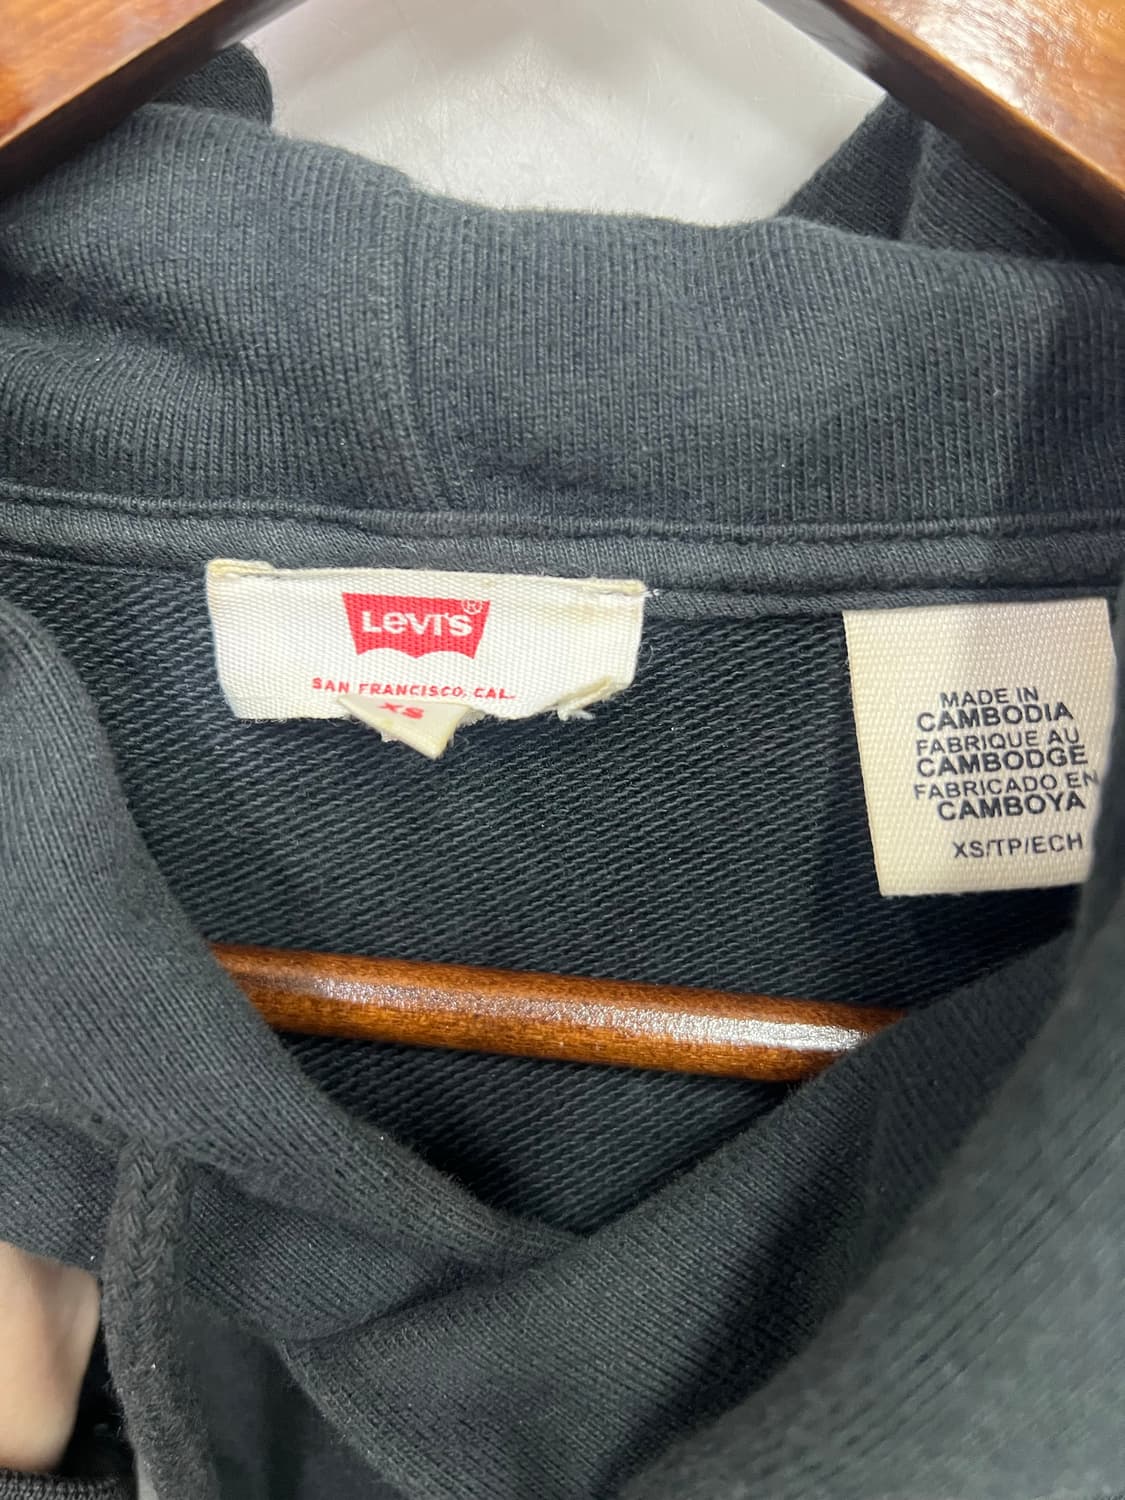 LEVI'S®
SAN FRANCISCO, CAL.
XS
MADE IN
CAMBODIA
FABRIQUE AU
CAMBODGE
FABRICADO EN
CAMBOYA
XS/TP/ECH